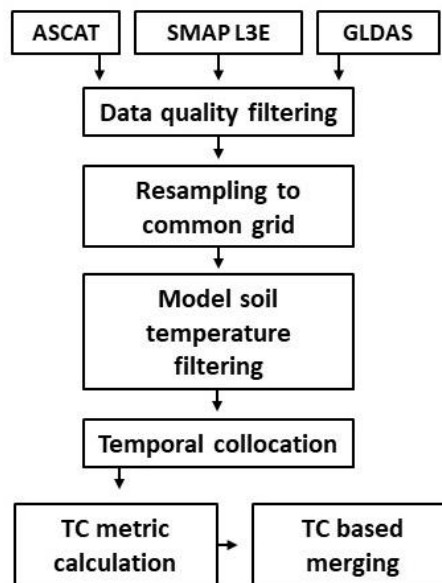 ASCAT
SMAP L3E
GLDAS
Data quality filtering
Resampling to
common grid
Model soil
temperature
filtering
Temporal collocation
TC metric
calculation
TC based
merging